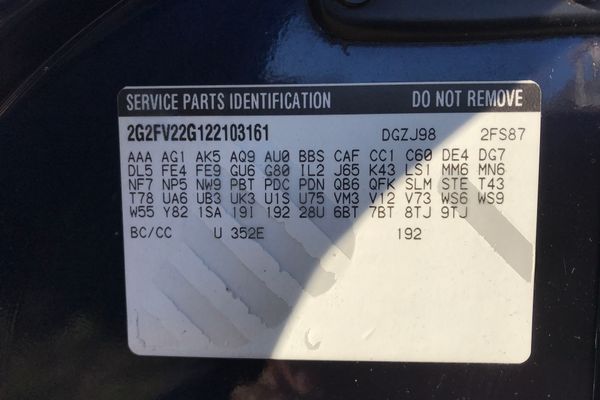 SERVICE PARTS IDENTIFICATION DO NOT REMOVE
2G2FV22G122103161 DGZJ98 2FS87
AAA AG1 AK5 AQ9 AU0 BBS CAF CC1 C60 DE4 DG7
DL5 FE4 FE9 GU6 G80 IL2 J65 K43 LS1 MM6 MN6
NF7 NP5 NW9 PBT PDC PDN QB6 QFK SLM STE T43
T78 UA6 UB3 UK3 U1S U75 VM3 V12 V73 WS6 WS9
W55 Y82 1SA 19I 192 28U 6BT 7BT 8TJ 9TJ
BC/CC U 352E 192